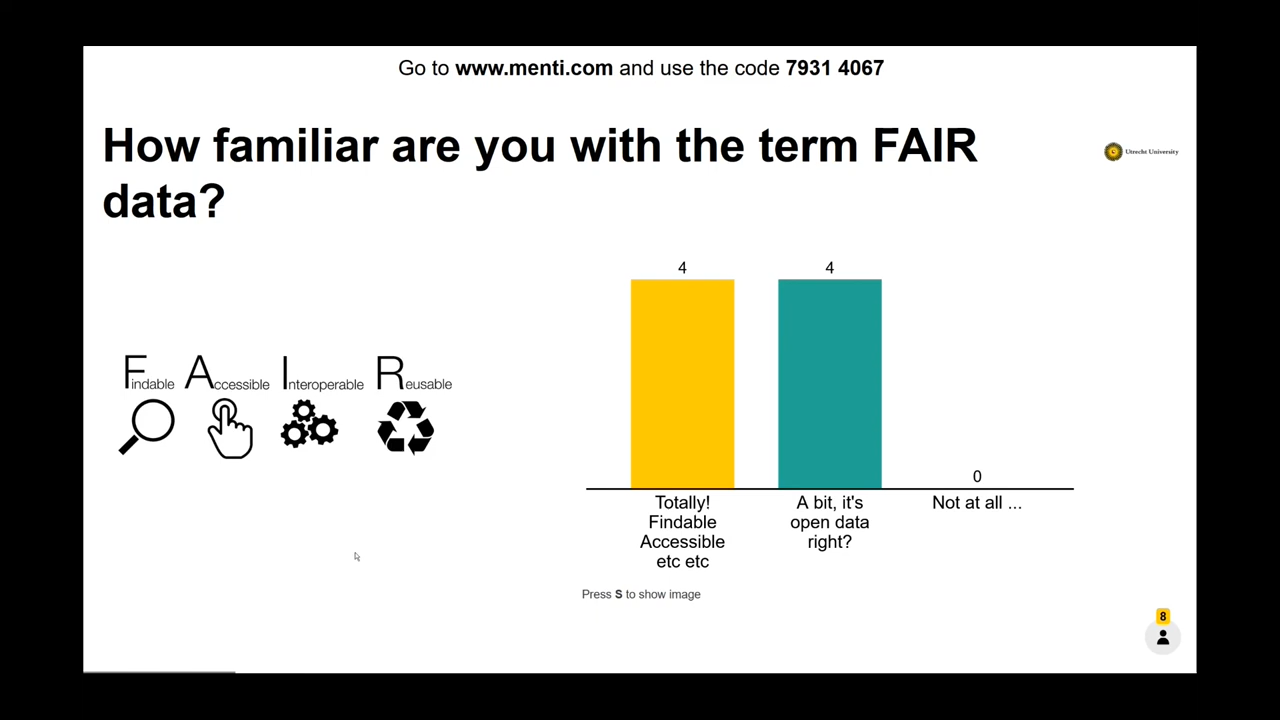 Go to www.menti.com and use the code 7931 4067
How familiar are you with the term FAIR
data?
Utrecht University
Findable Accessible Interoperable Reusable
4
4
0
Totally!
Findable
Accessible
etc etc
A bit, it's
open data
right?
Not at all ...
Press S to show image
8